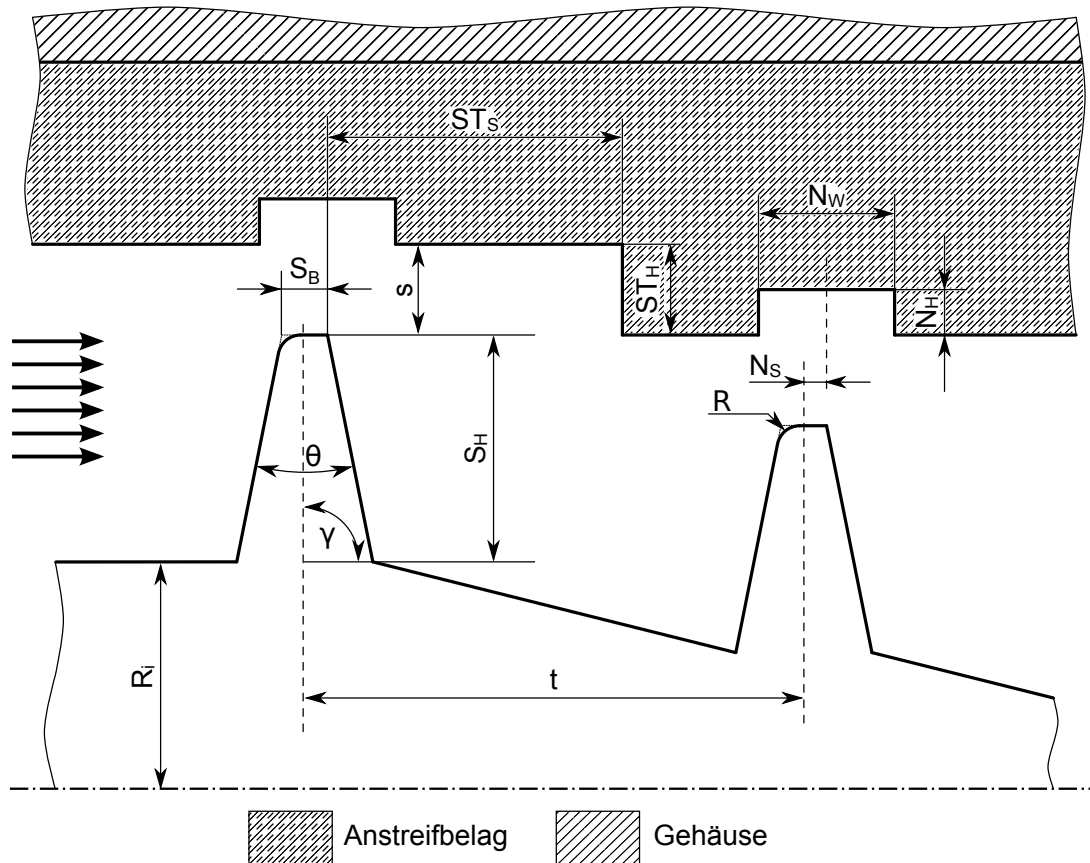 ST_S
N_W
S_B
s
ST_H
N_H
N_S
R
S_H
θ
γ
R_i
t
Anstreifbelag
Gehäuse